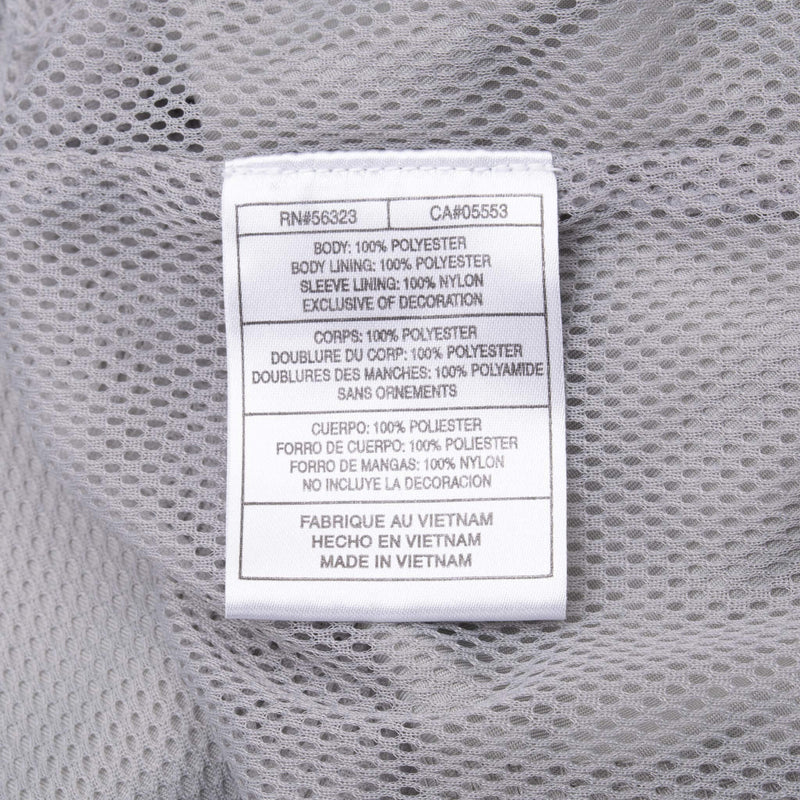 RN#56323 CA#05553
BODY: 100% POLYESTER
BODY LINING: 100% POLYESTER
SLEEVE LINING: 100% NYLON
EXCLUSIVE OF DECORATION
CORPS: 100% POLYESTER
DOUBLURE DU CORP: 100% POLYESTER
DOUBLURES DES MANCHES: 100% POLYAMIDE
SANS ORNEMENTS
CUERPO: 100% POLIESTER
FORRO DE CUERPO: 100% POLIESTER
FORRO DE MANGAS: 100% NYLON
NO INCLUYE LA DECORACION
FABRIQUE AU VIETNAM
HECHO EN VIETNAM
MADE IN VIETNAM